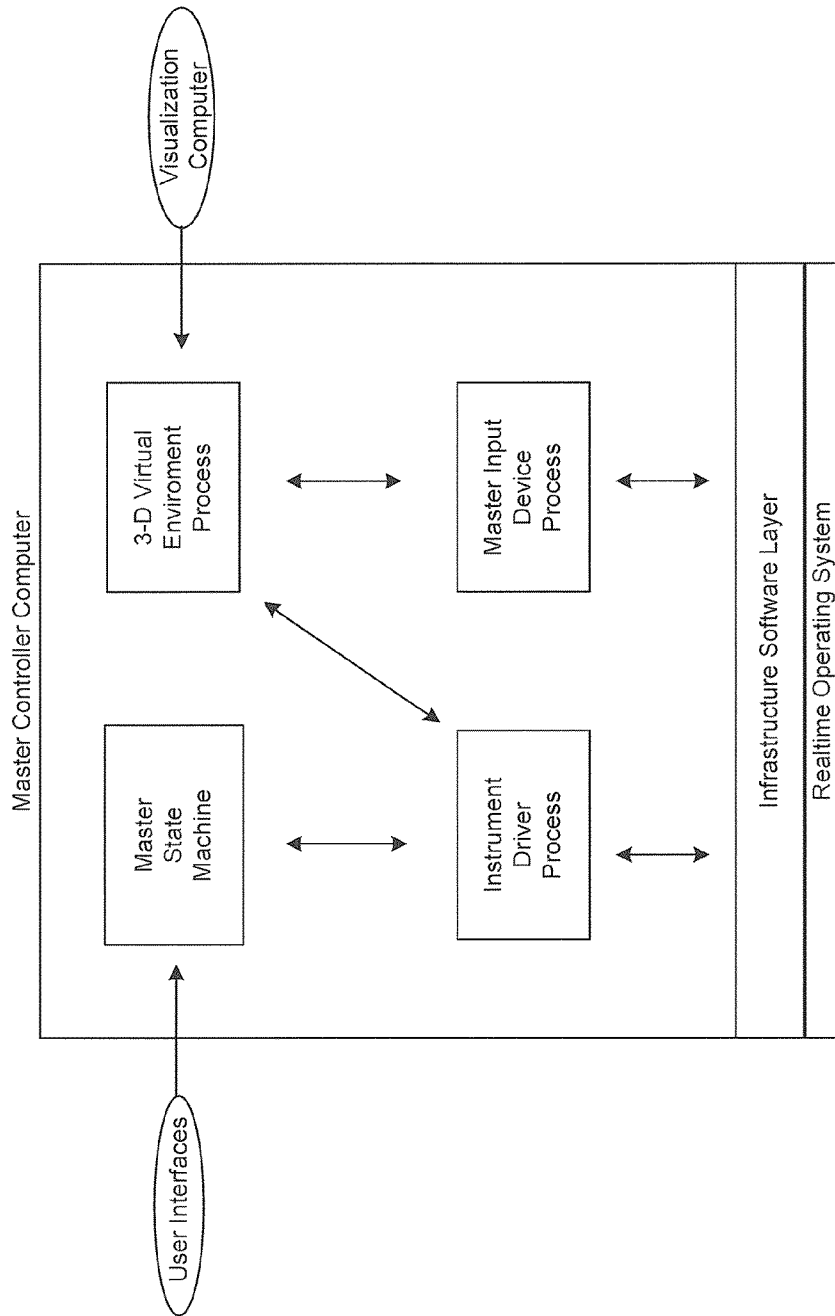 Master Controller Computer
User Interfaces
Master
State
Machine
3-D Virtual
Enviroment
Process
Visualization
Computer
Instrument
Driver
Process
Master Input
Device
Process
Infrastructure Software Layer
Realtime Operating System